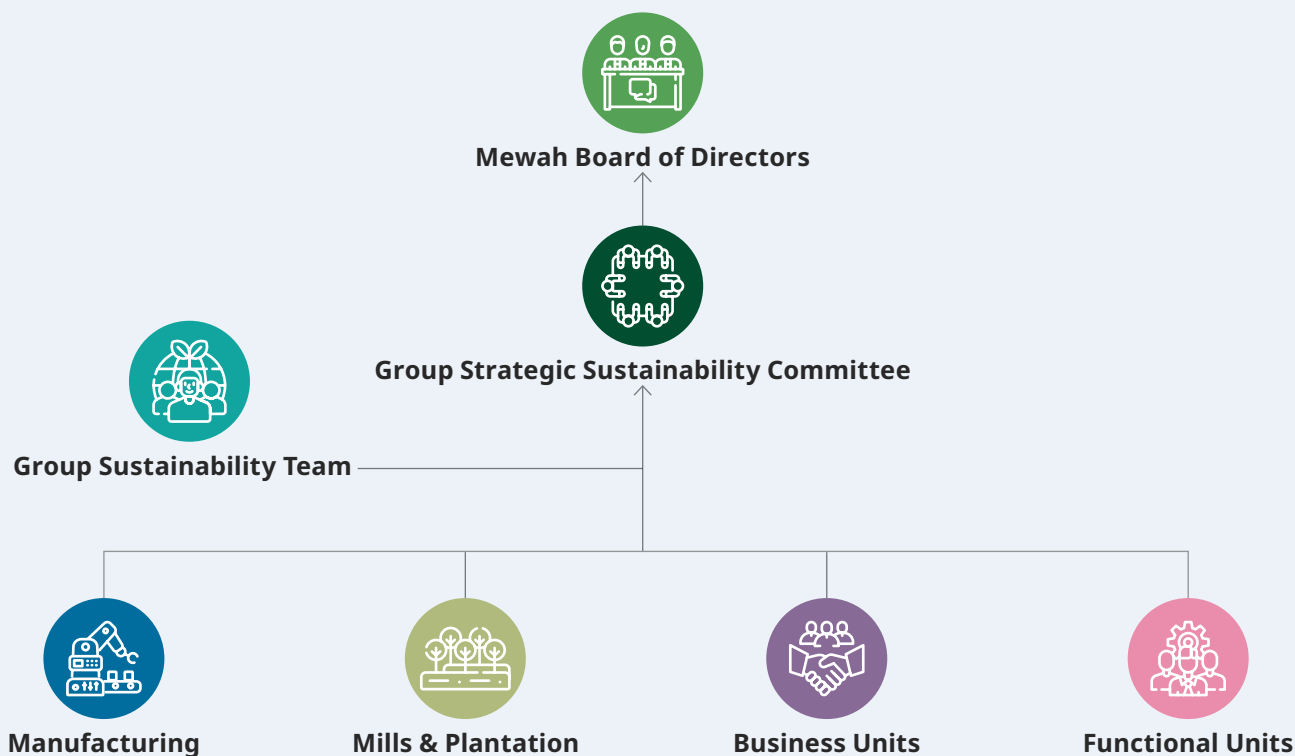 Mewah Board of Directors
Group Strategic Sustainability Committee
Group Sustainability Team
Manufacturing
Mills & Plantation
Business Units
Functional Units